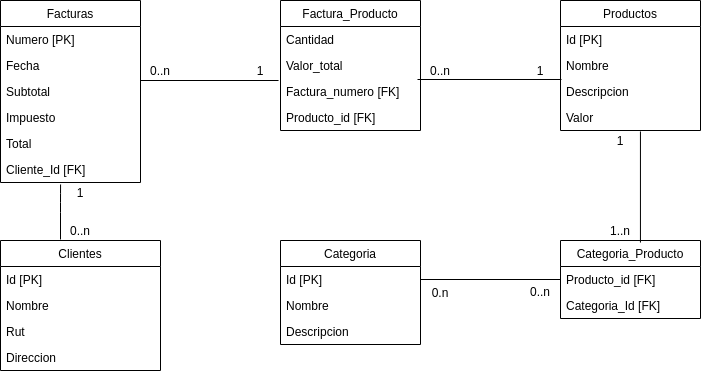 Facturas
Numero [PK]
Fecha
Subtotal
Impuesto
Total
Cliente_Id [FK]
0..n
1
Factura_Producto
Cantidad
Valor_total
Factura_numero [FK]
Producto_id [FK]
0..n
1
Productos
Id [PK]
Nombre
Descripcion
Valor
1
0..n
1
1..n
Clientes
Id [PK]
Nombre
Rut
Direccion
Categoria
Id [PK]
Nombre
Descripcion
0.n
0..n
Categoria_Producto
Producto_id [FK]
Categoria_Id [FK]